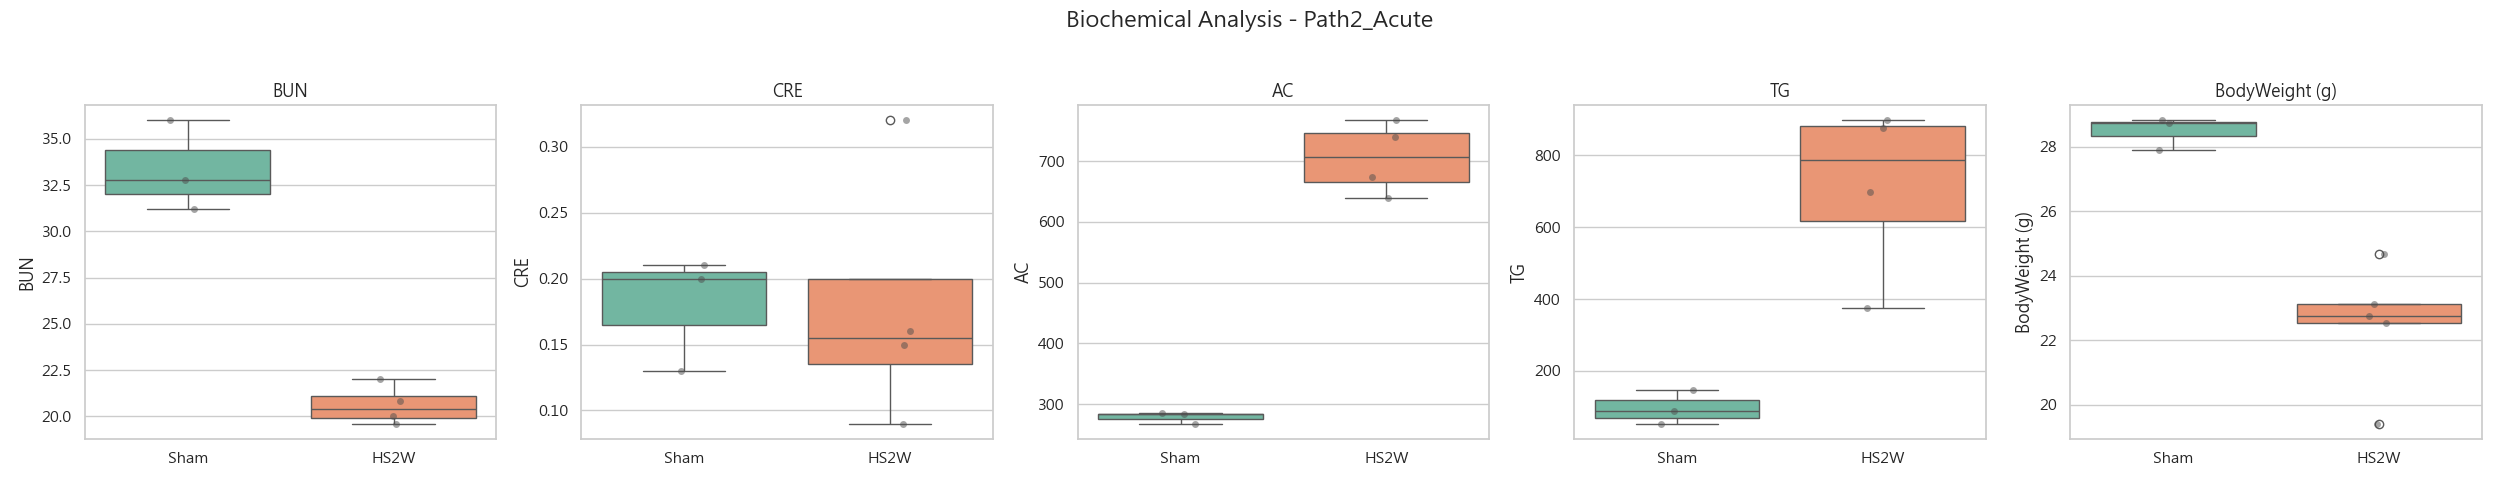 Biochemical Analysis - Path2_Acute
BUN
BUN
35.0
32.5
30.0
27.5
25.0
22.5
20.0
Sham
HS2W
CRE
CRE
0.30
0.25
0.20
0.15
0.10
Sham
HS2W
AC
AC
700
600
500
400
300
Sham
HS2W
TG
TG
800
600
400
200
Sham
HS2W
BodyWeight (g)
BodyWeight (g)
28
26
24
22
20
Sham
HS2W